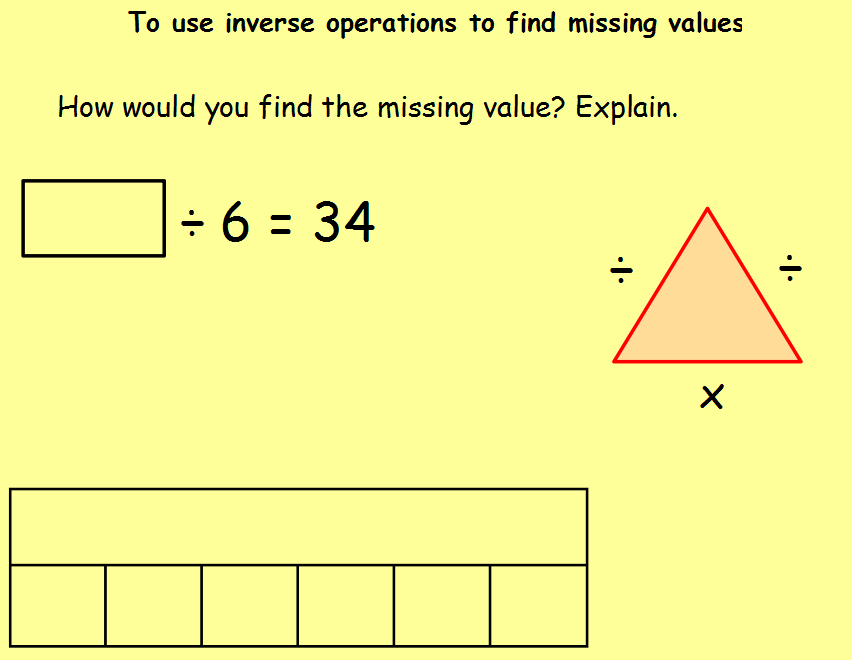 To use inverse operations to find missing values
How would you find the missing value? Explain.
÷ 6 = 34
÷ ÷
x